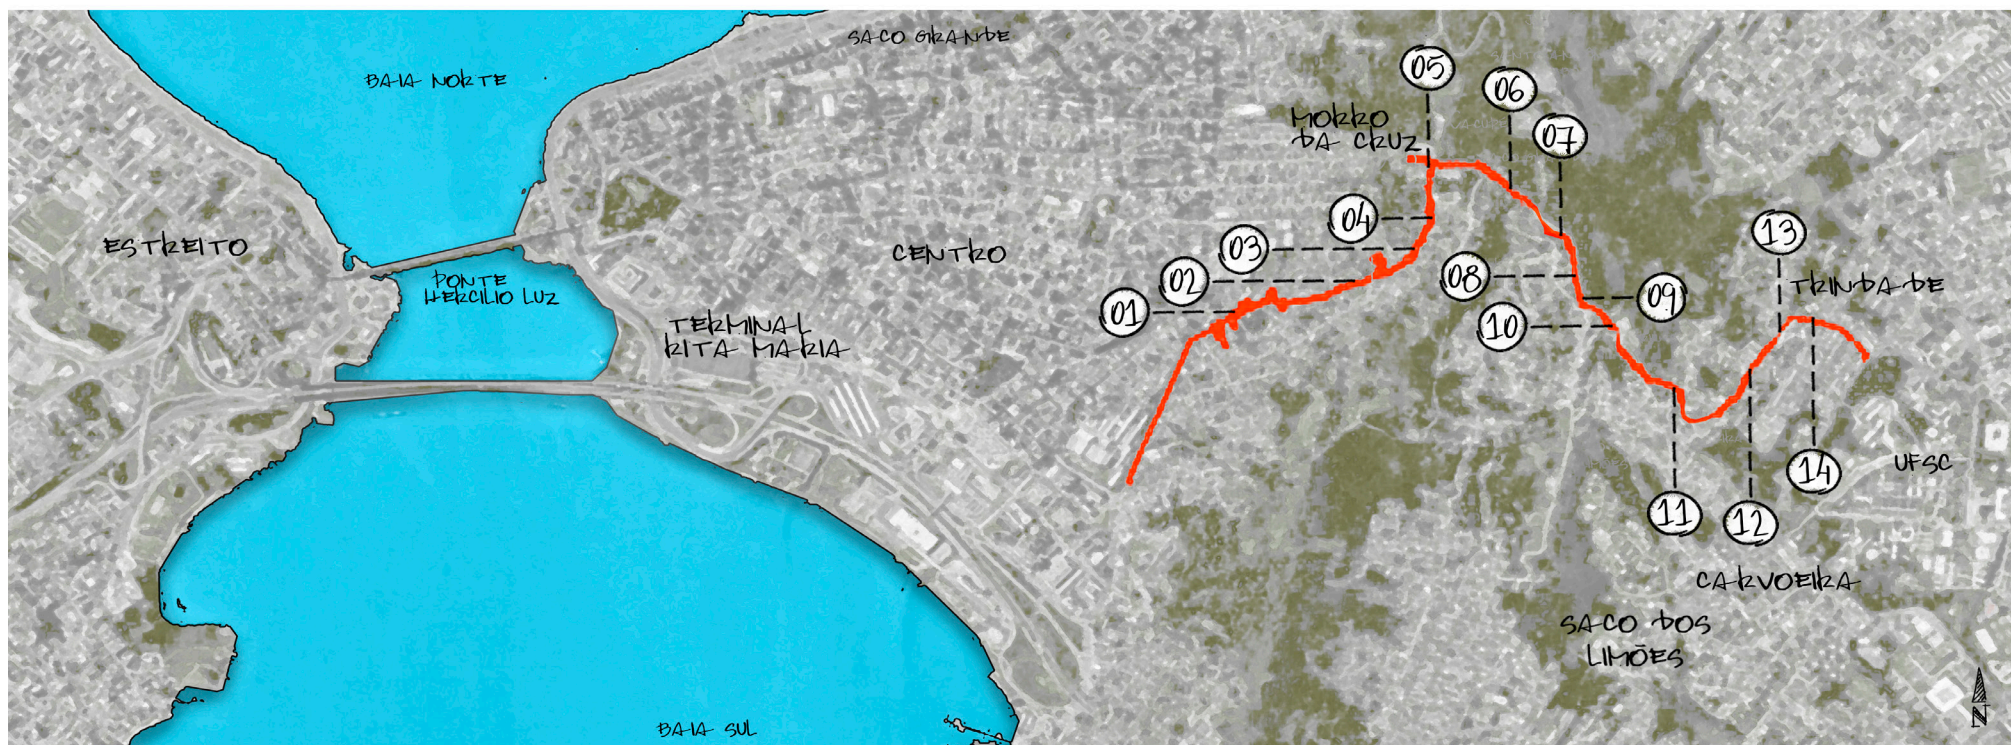 SACO GRANDE
BAIA NORTE
05
06
MORRO
DA CRUZ
07
04
13
ESTREITO
CENTRO
03
02
08
TRINDADE
PONTE
HERCILIO LUZ
09
01
10
TERMINAL
RITA MARIA
14
UFSC
11
12
CARVOEIRA
SACO DOS
LIMÕES
N
BAIA SUL